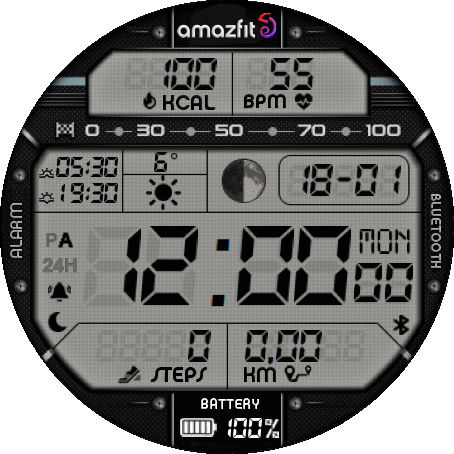 amazfit
100 55
KCAL BPM
0 30 50 70 100
05:30 6° 18-01
19:30
ALARM
BLUETOOTH
PA 12:00 MON
24H 00
0 0.00
STEPS KM
BATTERY
100%